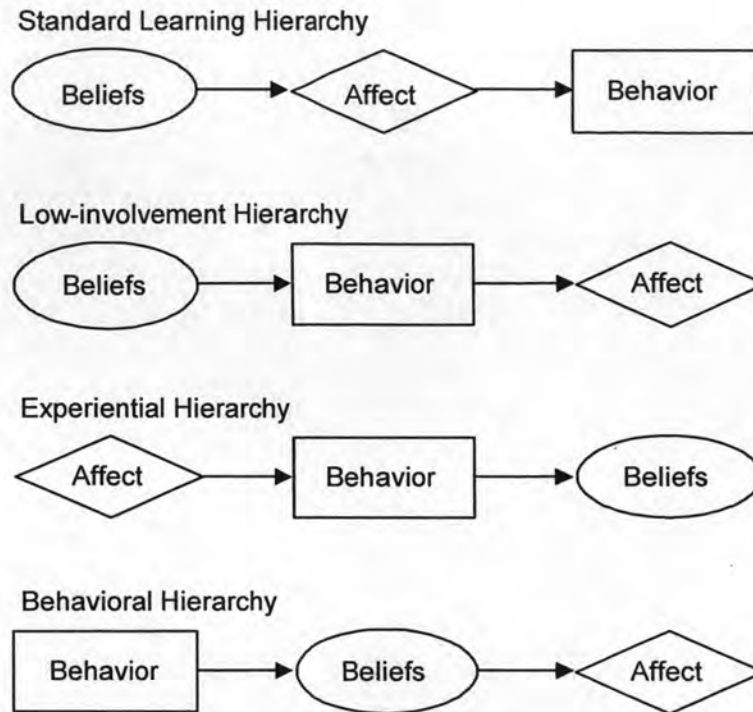 Standard Learning Hierarchy
Beliefs Affect Behavior
Low-involvement Hierarchy
Beliefs Behavior Affect
Experiential Hierarchy
Affect Behavior Beliefs
Behavioral Hierarchy
Behavior Beliefs Affect